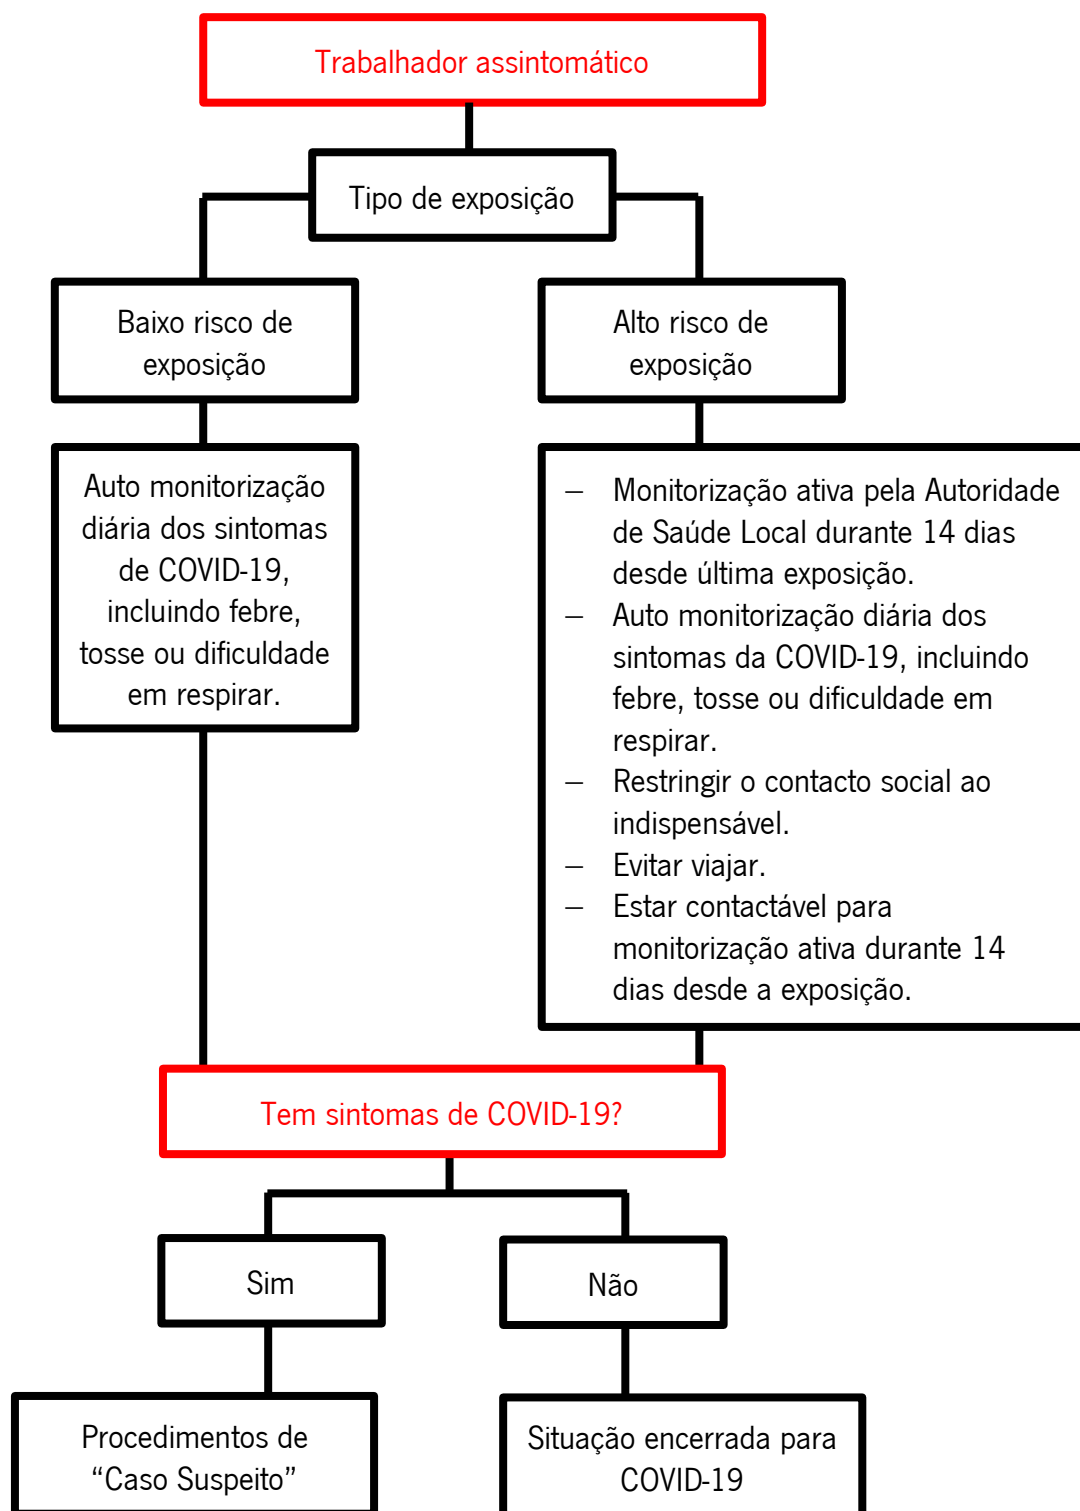 Trabalhador assintomático
Tipo de exposição
Baixo risco de
exposição
Alto risco de
exposição
Auto monitorização
diária dos sintomas
de COVID-19,
incluindo febre,
tosse ou dificuldade
em respirar.
– Monitorização ativa pela Autoridade
de Saúde Local durante 14 dias
desde última exposição.
– Auto monitorização diária dos
sintomas da COVID-19, incluindo
febre, tosse ou dificuldade em
respirar.
– Restringir o contacto social ao
indispensável.
– Evitar viajar.
– Estar contactável para
monitorização ativa durante 14
dias desde a exposição.
Tem sintomas de COVID-19?
Sim
Não
Procedimentos de
“Caso Suspeito”
Situação encerrada para
COVID-19